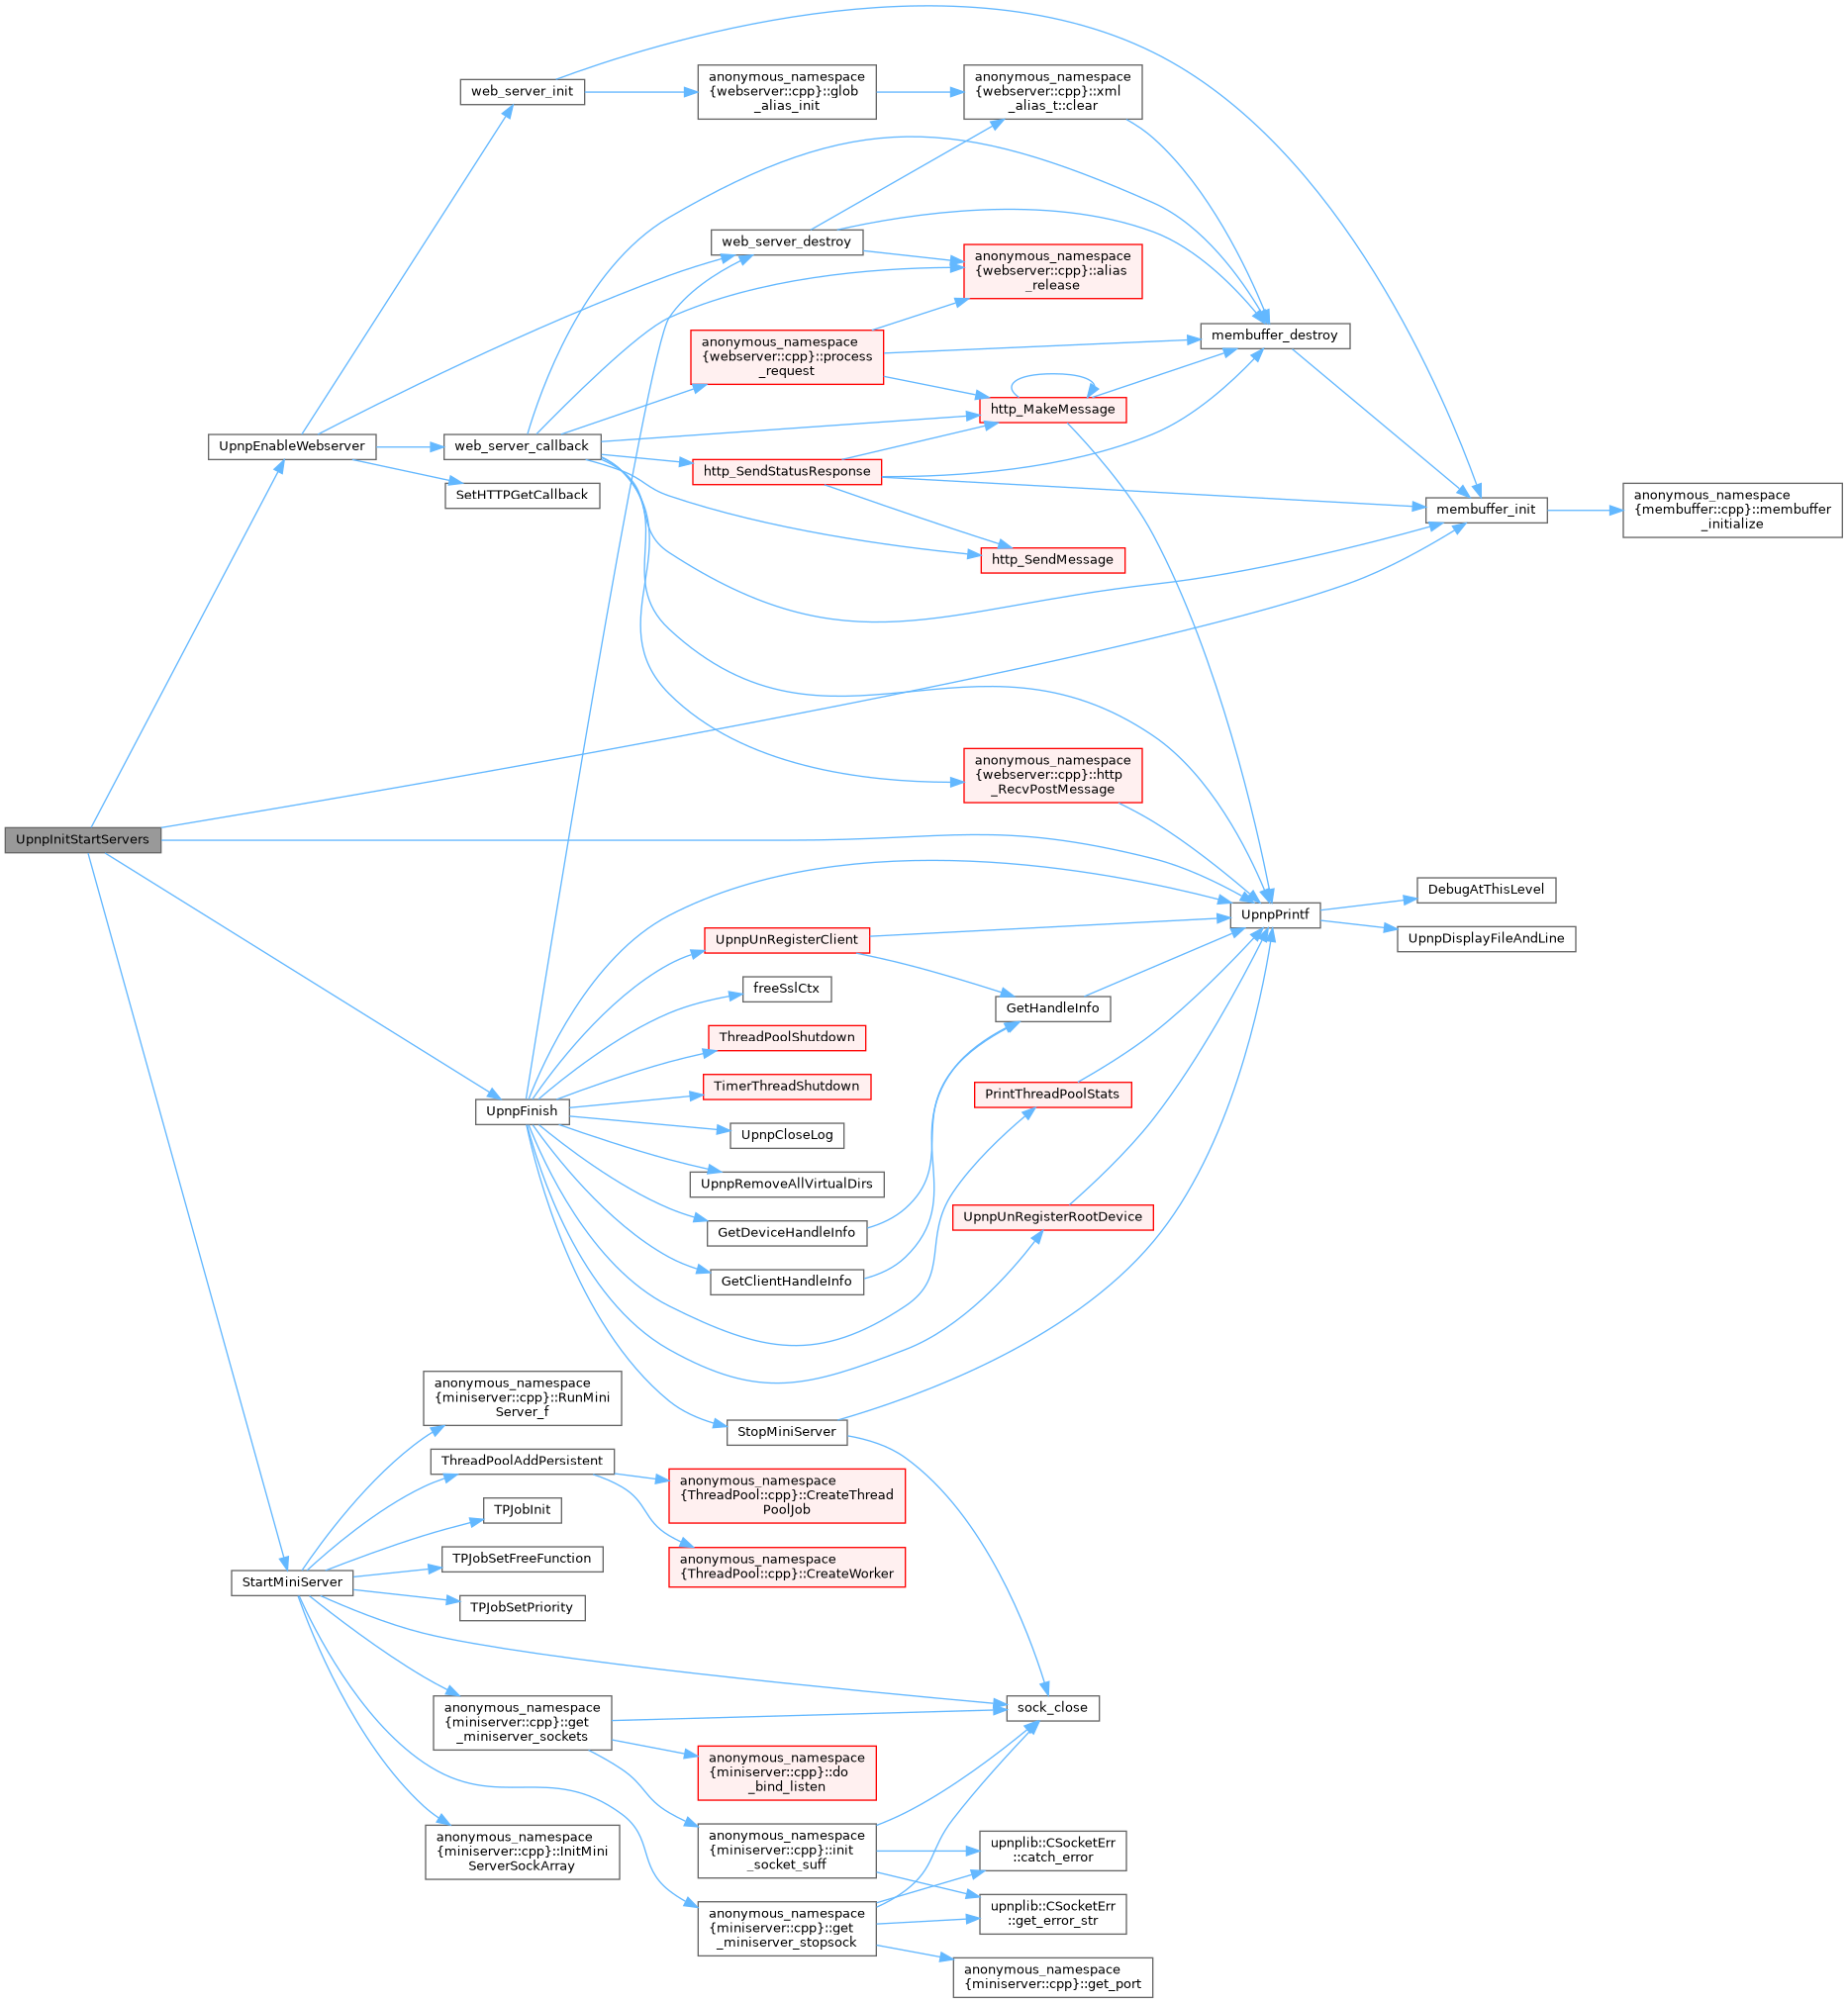 web_server_init
anonymous_namespace
{webserver::cpp}::glob
_alias_init
anonymous_namespace
{webserver::cpp}::xml
_alias_t::clear
web_server_destroy
anonymous_namespace
{webserver::cpp}::alias
_release
membuffer_destroy
anonymous_namespace
{webserver::cpp}::process
_request
http_MakeMessage
UpnpEnableWebserver
web_server_callback
http_SendStatusResponse
SetHTTPGetCallback
membuffer_init
anonymous_namespace
{membuffer::cpp}::membuffer
_initialize
http_SendMessage
anonymous_namespace
{webserver::cpp}::http
_RecvPostMessage
UpnpInitStartServers
DebugAtThisLevel
UpnpPrintf
UpnpDisplayFileAndLine
UpnpUnRegisterClient
freeSslCtx
GetHandleInfo
ThreadPoolShutdown
TimerThreadShutdown
PrintThreadPoolStats
UpnpFinish
UpnpCloseLog
UpnpRemoveAllVirtualDirs
UpnpUnRegisterRootDevice
GetDeviceHandleInfo
GetClientHandleInfo
anonymous_namespace
{miniserver::cpp}::RunMini
Server_f
StopMiniServer
ThreadPoolAddPersistent
anonymous_namespace
{ThreadPool::cpp}::CreateThread
PoolJob
TPJobInit
TPJobSetFreeFunction
anonymous_namespace
{ThreadPool::cpp}::CreateWorker
StartMiniServer
TPJobSetPriority
anonymous_namespace
{miniserver::cpp}::get
_miniserver_sockets
sock_close
anonymous_namespace
{miniserver::cpp}::do
_bind_listen
anonymous_namespace
{miniserver::cpp}::InitMini
ServerSockArray
anonymous_namespace
{miniserver::cpp}::init
_socket_suff
upnplib::CSocketErr
::catch_error
upnplib::CSocketErr
::get_error_str
anonymous_namespace
{miniserver::cpp}::get
_miniserver_stopsock
anonymous_namespace
{miniserver::cpp}::get_port